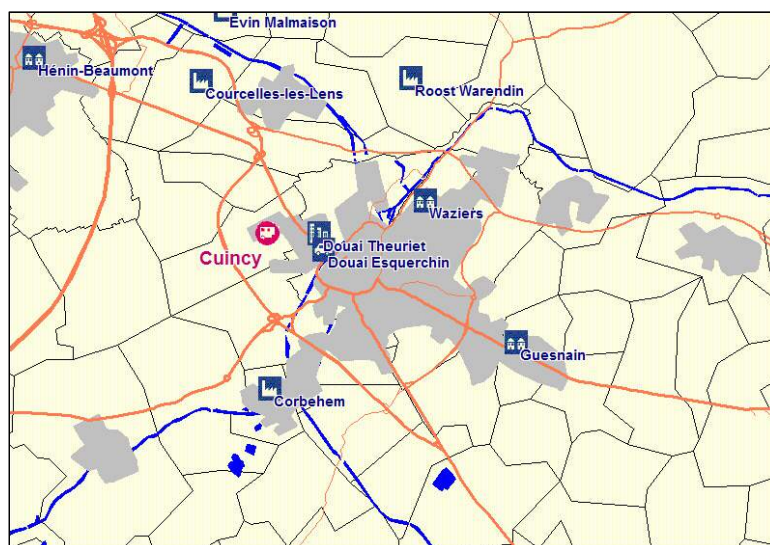 Evin Malmaison
Hénin-Beaumont
Courcelles-les-Lens
Roost Warendin
Waziers
Cuincy
Douai Theuriet
Douai Esquerchin
Guesnain
Corbehem